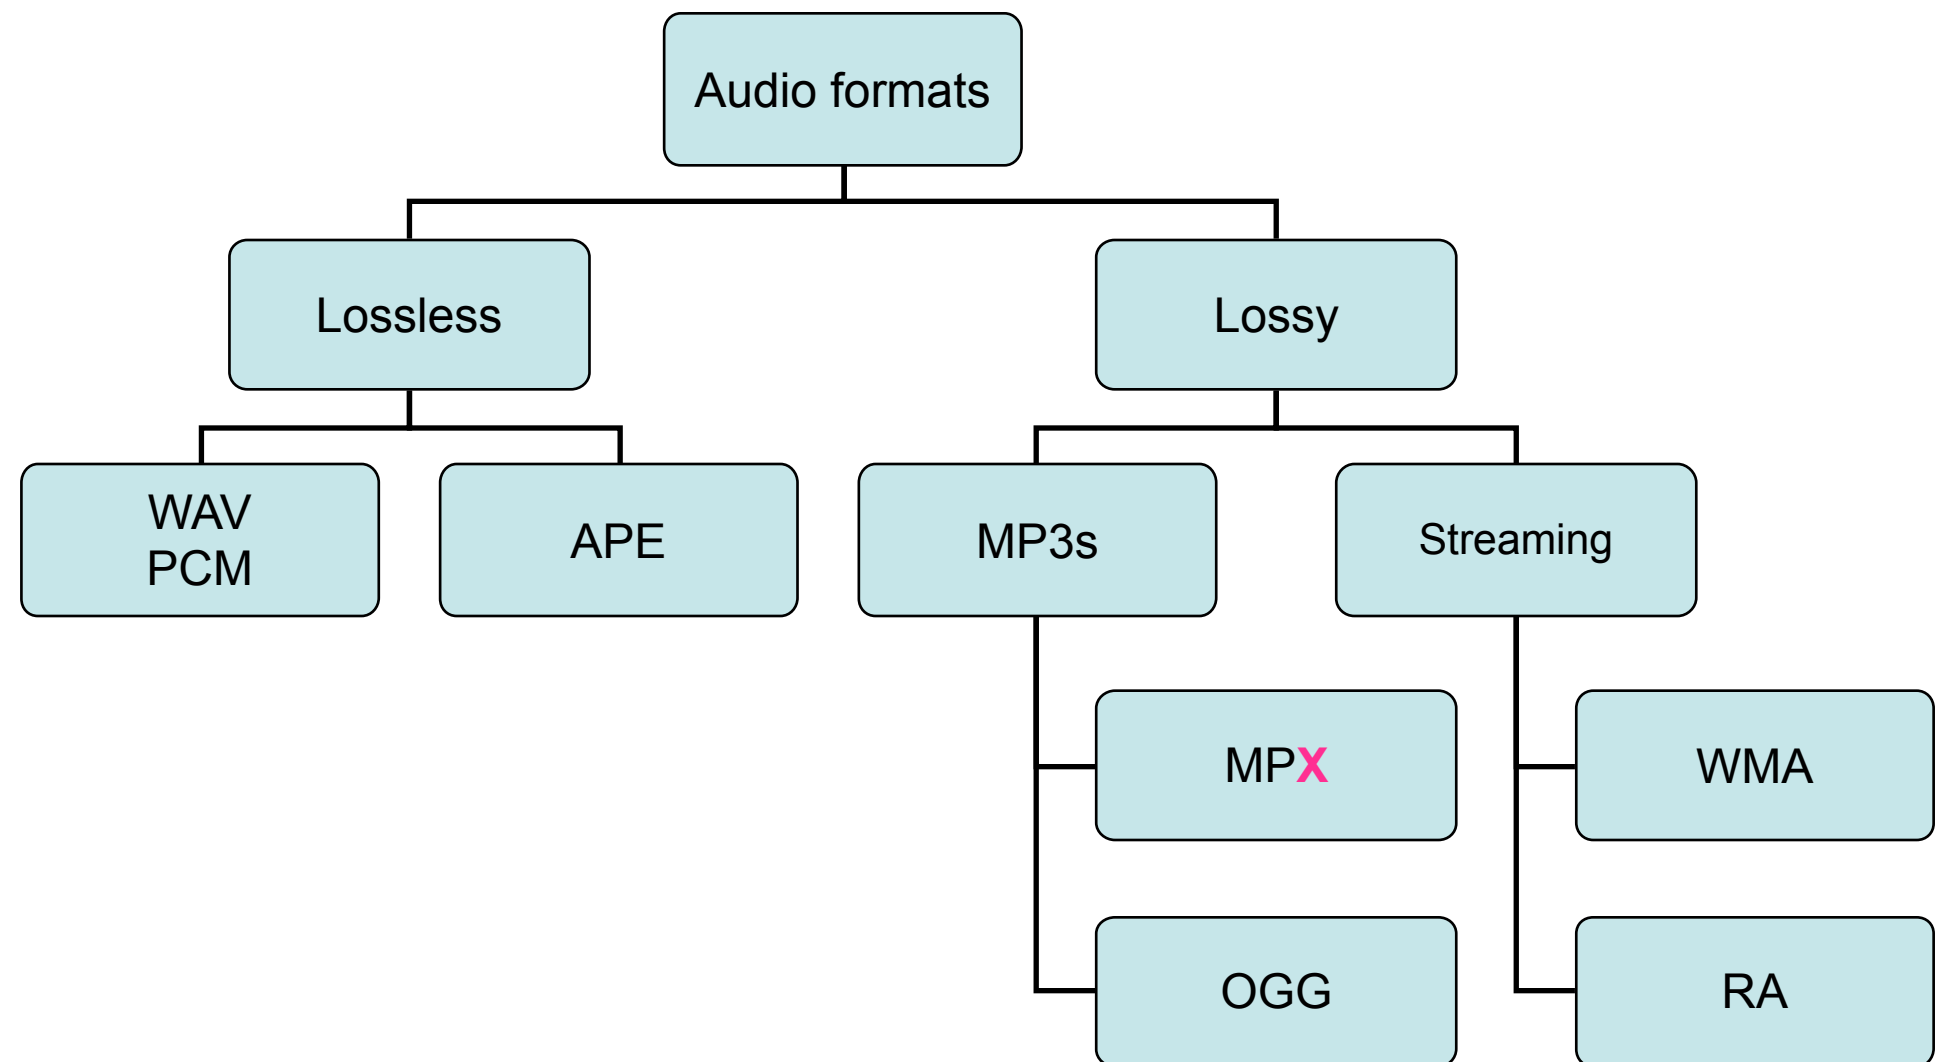 Audio formats
Lossless
Lossy
WAV
PCM
APE
MP3s
Streaming
MPX
WMA
OGG
RA